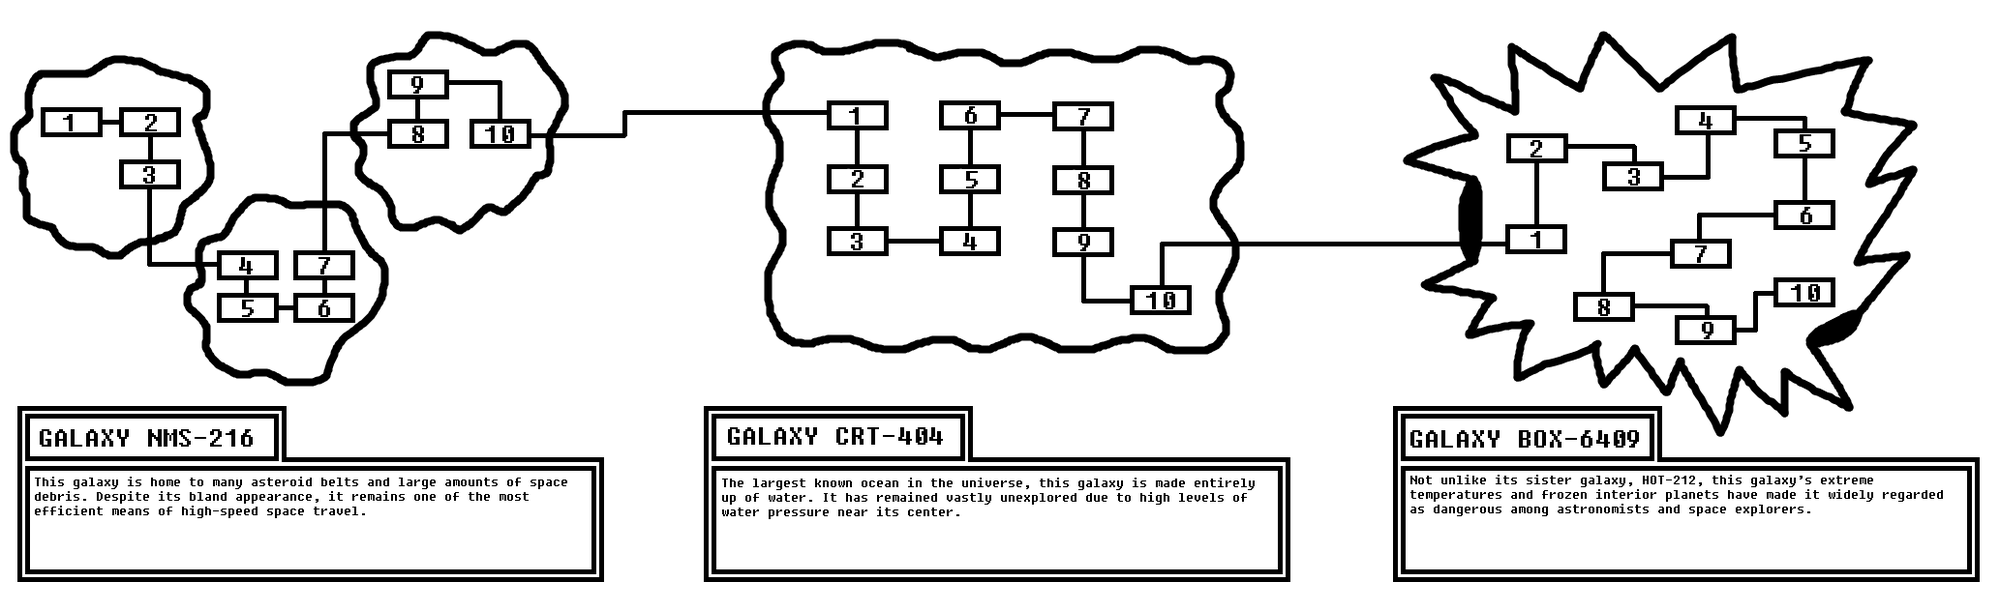 1
2
3
4
5
6
7
8
9
10
1
2
3
4
5
6
7
8
9
10
1
2
3
4
5
6
7
8
9
10
GALAXY NMS-216
This galaxy is home to many asteroid belts and large amounts of space
debris. Despite its bland appearance, it remains one of the most
efficient means of high-speed space travel.
GALAXY CRT-404
The largest known ocean in the universe, this galaxy is made entirely
up of water. It has remained vastly unexplored due to high levels of
water pressure near its center.
GALAXY BOX-6409
Not unlike its sister galaxy, HOT-212, this galaxy's extreme
temperatures and frozen interior planets have made it widely regarded
as dangerous among astronomists and space explorers.